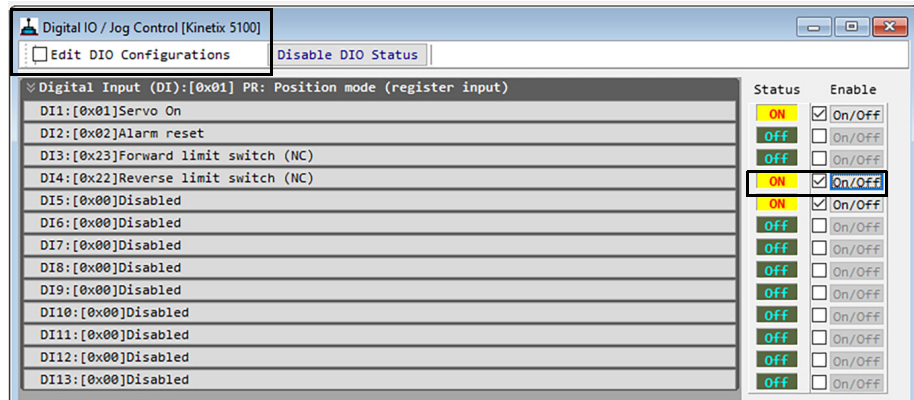 Digital IO / Jog Control [Kinetix 5100]
Edit DIO Configurations Disable DIO Status
Digital Input (DI):[0x01] PR: Position mode (register input) Status Enable
DI1:[0x01]Servo On ON On/Off
DI2:[0x02]Alarm reset Off On/Off
DI3:[0x23]Forward limit switch (NC) Off On/Off
DI4:[0x22]Reverse limit switch (NC) ON On/Off
DI5:[0x00]Disabled ON On/Off
DI6:[0x00]Disabled Off On/Off
DI7:[0x00]Disabled Off On/Off
DI8:[0x00]Disabled Off On/Off
DI9:[0x00]Disabled Off On/Off
DI10:[0x00]Disabled Off On/Off
DI11:[0x00]Disabled Off On/Off
DI12:[0x00]Disabled Off On/Off
DI13:[0x00]Disabled Off On/Off